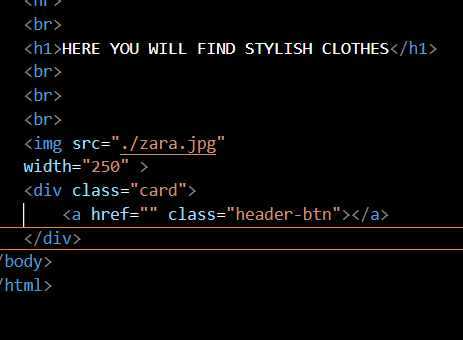 <hr>
<br>
<h1>HERE YOU WILL FIND STYLISH CLOTHES</h1>
<br>
<br>
<br>
<img src="./zara.jpg"
width="250" >
<div class="card">
<a href="" class="header-btn"></a>
</div>
/body>
/html>